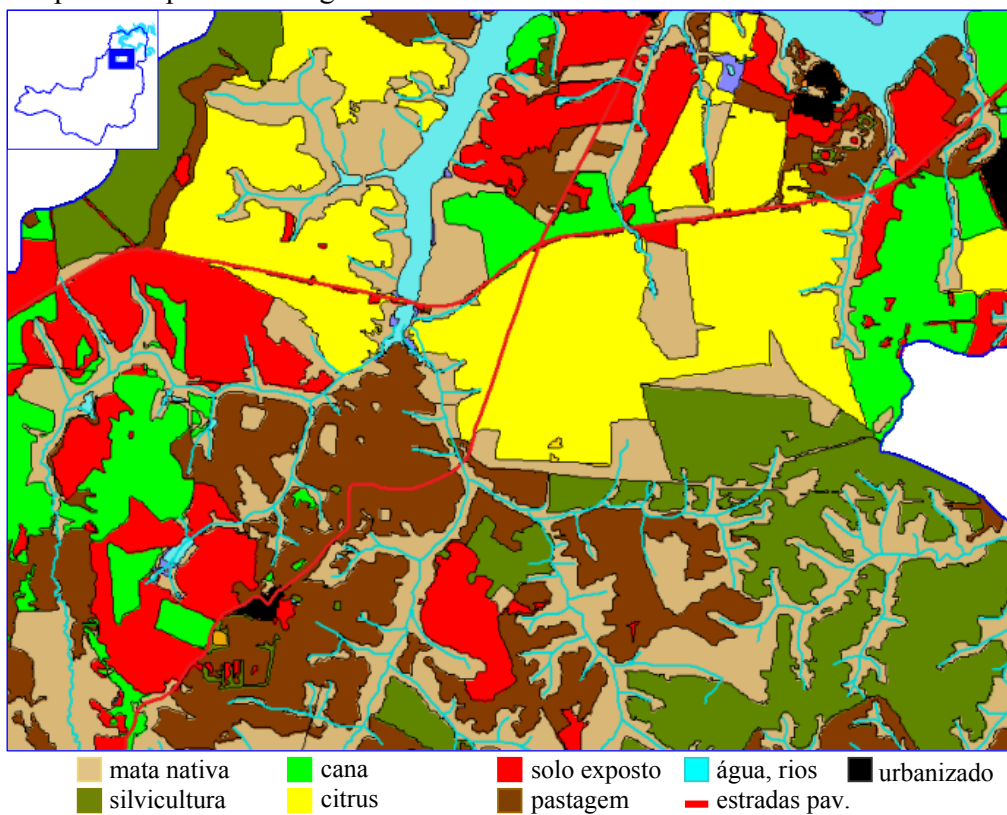 mata nativa cana solo exposto água, rios urbanizado
silvicultura citrus pastagem estradas pav.